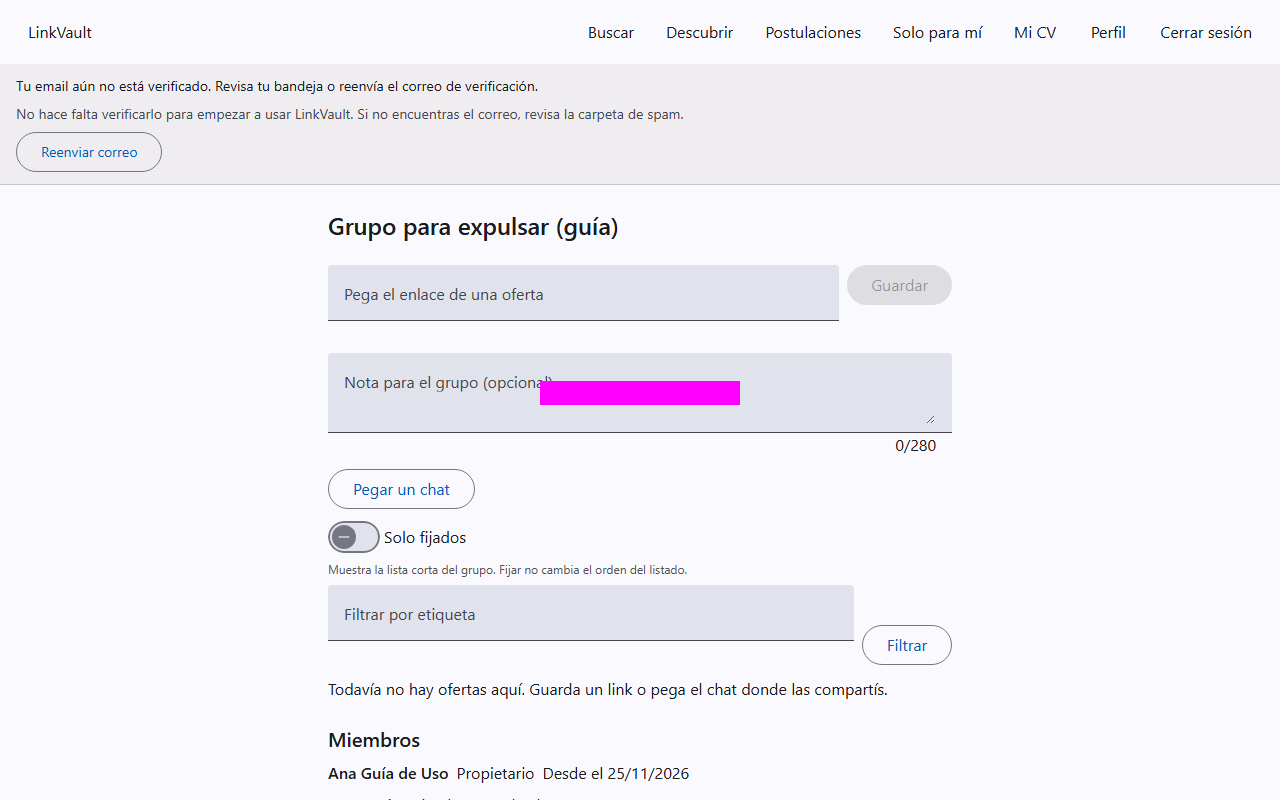 LinkVault
Buscar
Descubrir
Postulaciones
Solo para mí
Mi CV
Perfil
Cerrar sesión
Tu email aún no está verificado. Revisa tu bandeja o reenvía el correo de verificación.
No hace falta verificarlo para empezar a usar LinkVault. Si no encuentras el correo, revisa la carpeta de spam.
Reenviar correo
Grupo para expulsar (guía)
Pega el enlace de una oferta
Guardar
Nota para el grupo (opcional)
0/280
Pegar un chat
Solo fijados
Muestra la lista corta del grupo. Fijar no cambia el orden del listado.
Filtrar por etiqueta
Filtrar
Todavía no hay ofertas aquí. Guarda un link o pega el chat donde las compartís.
Miembros
Ana Guía de Uso Propietario Desde el 25/11/2026